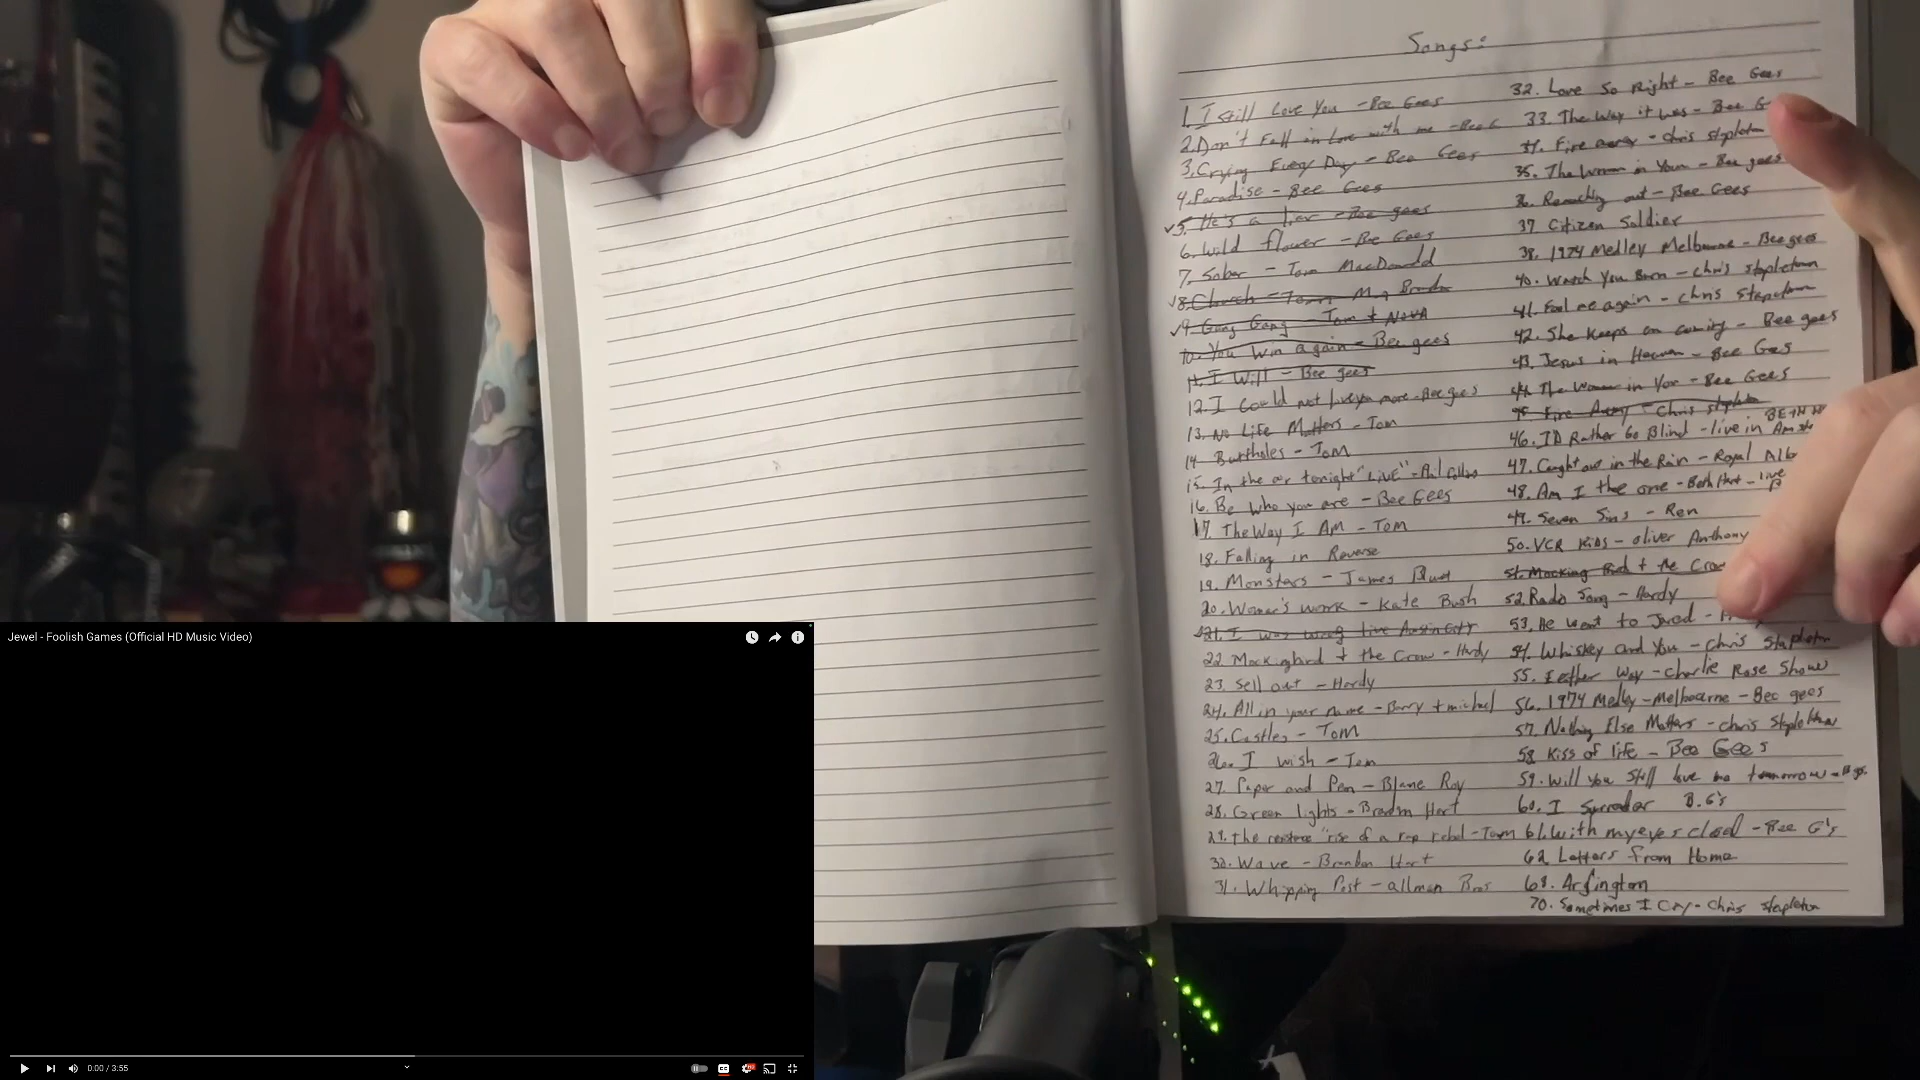 Songs:
1. I still Love You - Bee Gees
2. Don't Fall in Love with me - Bee G
3. Crying Every Day - Bee Gees
4. Paradise - Bee Gees
5. He's a liar - Bee gees
6. Wild flower - Bee Gees
7. Sober - Tom MacDonald
8. Church - Tom M,
9. Gang Gang - Tom + NOVA
10. You Win again - Bee gees
11. I Will - Bee gees
12. I could not love you more - Bee gees
13. No Life Matters - Tom
14. Buttholes - TOM
15. In the air tonight "LIVE" - Phil Collins
16. Be who you are - Bee GEES
17. The Way I AM - TOM
18. Falling in Reverse
19. Monsters - James Blunt
20. Woman's work - Kate Bush
21. I was wrong live Austin City
22. Mockingbird + the Crow - Hardy
23. Sell out - Hardy
24. All in your name - Barry + michael
25. Castles - TOM
26. I wish - Tom
27. Paper and Pen - Blane Roy
28. Green lights - Brandon Hart
29. The "rise of a rap rebel - Tom
30. Wave - Brandon Hart
31. Whipping Post - allman Bros
32. Love So Right - Bee Gees
33. The Way it was - Bee G
34. Fire away - chris stapleton
35. The Woman in You - Bee gees
36. Reaching out - Bee Gees
37 Citizen Soldier
38. 1974 Medley Melbourne - Bee gees
40. Watch You Burn - chris stapleton
41. Fool me again - chris stapleton
42. She Keeps on coming - Bee gees
43. Jesus in Heaven - Bee Gees
44. The Woman in You - Bee GEES
45. Fire Away - Chris stapleton
46. I'D Rather Go Blind - live in Amste BETH H
47. Caught out in the Rain - Royal Alb
48. Am I the one - Beth Hart - live
49. Seven Sins - Ren
50. VCR KIDS - oliver Anthony
51. Mocking Bird + the Crow
52. Radio Song - Hardy
53. He went to Jared - H
54. Whiskey and You - chris stapleton
55. Eather Way - charlie Rose Show
56. 1974 Medley - Melbourne - Bee gees
57. Nothing Else Matters - chris Stapleton
58 Kiss of life - Bee Gees
59. Will you still love me tomorrow - B gs.
60. I Surrender B.G's
61. With my eyes closed - Bee G's
62 Letters from Home
63. Arlington
70. Sometimes I Cry - Chris stapleton
Jewel - Foolish Games (Official HD Music Video)
0:00 / 3:55